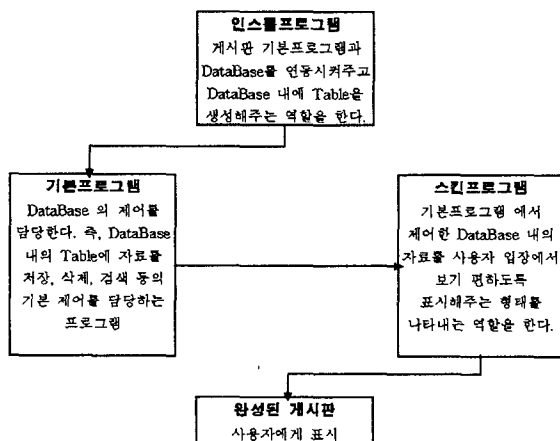 인스톨프로그램
게시판 기본프로그램과
DataBase를 연동시켜주고
DataBase 내에 Table을
생성해주는 역할을 한다.
기본프로그램
DataBase 의 제어를
담당한다. 즉, DataBase
내의 Table에 자료를
저장, 삭제, 검색 등의
기본 제어를 담당하는
프로그램
스킨프로그램
기본프로그램 에서
제어한 DataBase 내의
자료를 사용자 입장에서
보기 편하도록
표시해주는 형태를
나타내는 역할을 한다.
완성된 게시판
사용자에게 표시